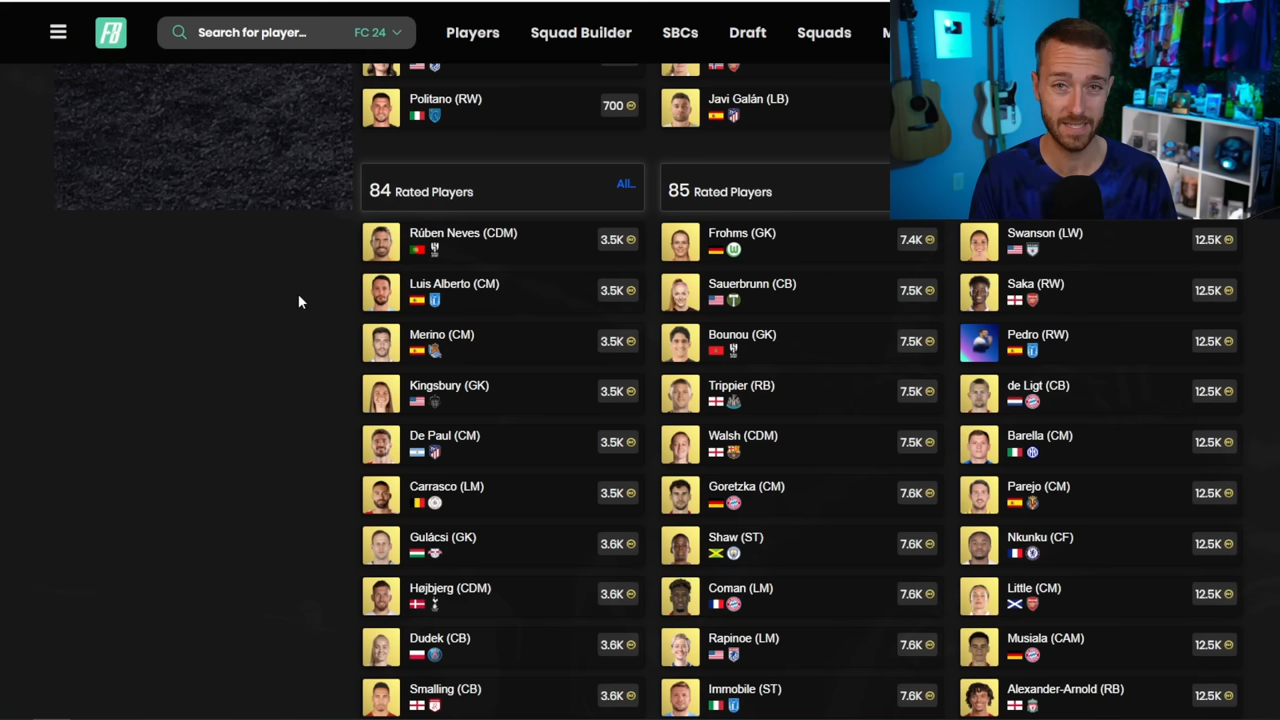 FB
Search for player...
FC 24
Players
Squad Builder
SBCs
Draft
Squads
M
Politano (RW)
700
Javi Galán (LB)
84 Rated Players
All..
85 Rated Players
Rúben Neves (CDM)
3.5K
Frohms (GK)
7.4K
Swanson (LW)
12.5K
Luis Alberto (CM)
3.5K
Sauerbrunn (CB)
7.5K
Saka (RW)
12.5K
Merino (CM)
3.5K
Bounou (GK)
7.5K
Pedro (RW)
12.5K
Kingsbury (GK)
3.5K
Trippier (RB)
7.5K
de Ligt (CB)
12.5K
De Paul (CM)
3.5K
Walsh (CDM)
7.5K
Barella (CM)
12.5K
Carrasco (LM)
3.5K
Goretzka (CM)
7.6K
Parejo (CM)
12.5K
Gulácsi (GK)
3.6K
Shaw (ST)
7.6K
Nkunku (CF)
12.5K
Højbjerg (CDM)
3.6K
Coman (LM)
7.6K
Little (CM)
12.5K
Dudek (CB)
3.6K
Rapinoe (LM)
7.6K
Musiala (CAM)
12.5K
Smalling (CB)
3.6K
Immobile (ST)
7.6K
Alexander-Arnold (RB)
12.5K